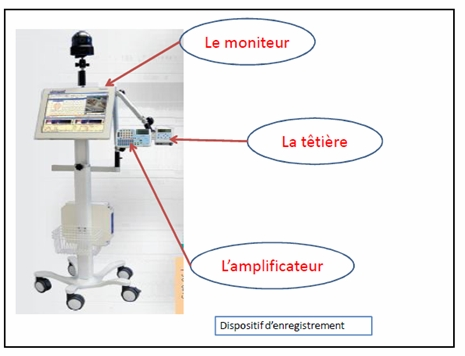 Le moniteur
La têtière
L'amplificateur
Dispositif d'enregistrement